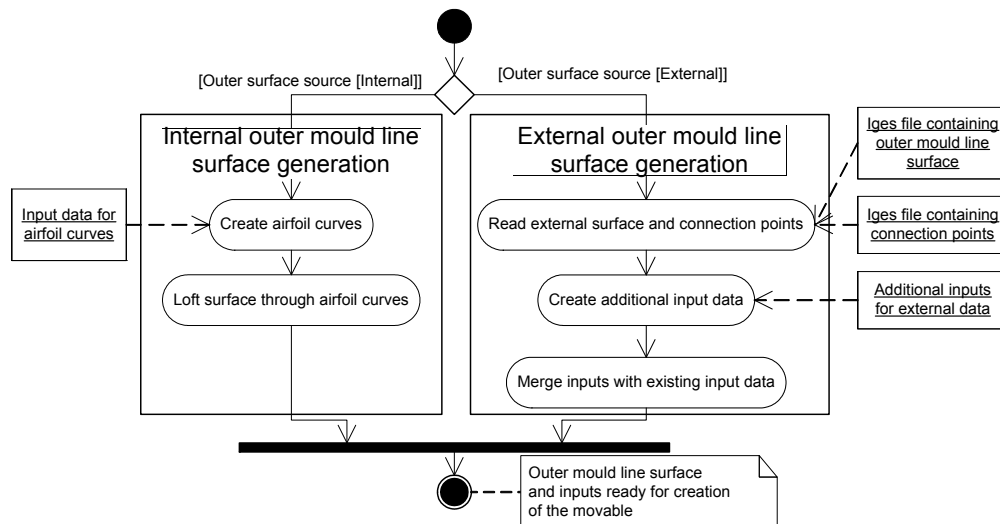 [Outer surface source [Internal]]
[Outer surface source [External]]
Internal outer mould line
surface generation
External outer mould line
surface generation
Iges file containing
outer mould line
surface
Input data for
airfoil curves
Create airfoil curves
Read external surface and connection points
Iges file containing
connection points
Loft surface through airfoil curves
Create additional input data
Additional inputs
for external data
Merge inputs with existing input data
Outer mould line surface
and inputs ready for creation
of the movable